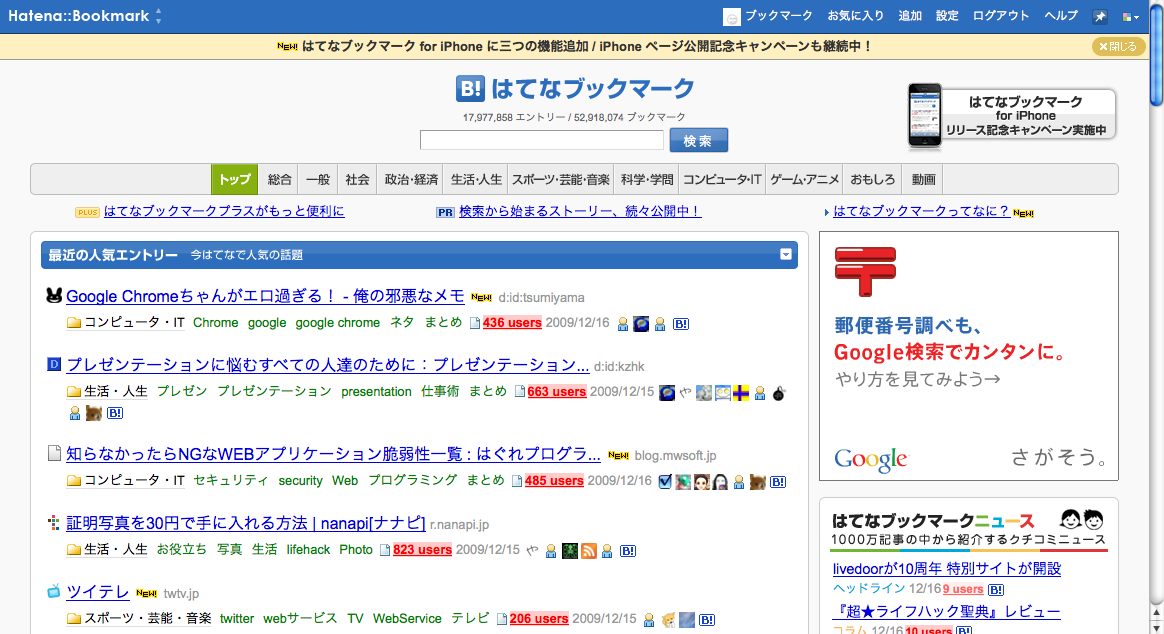 Hatena::Bookmark
ブックマーク お気に入り 追加 設定 ログアウト ヘルプ
NEW! はてなブックマーク for iPhone に三つの機能追加 / iPhone ページ公開記念キャンペーンも継続中！ ×閉じる
B! はてなブックマーク
17,977,858 エントリー / 52,918,074 ブックマーク
検索
はてなブックマーク
for iPhone
リリース記念キャンペーン実施中
トップ 総合 一般 社会 政治・経済 生活・人生 スポーツ・芸能・音楽 科学・学問 コンピュータ・IT ゲーム・アニメ おもしろ 動画
PLUS はてなブックマークプラスがもっと便利に PR 検索から始まるストーリー、続々公開中！ はてなブックマークってなに？ NEW!
最近の人気エントリー 今はてなで人気の話題
Google Chromeちゃんがエロ過ぎる！ - 俺の邪悪なメモ NEW! d:id:tsumiyama
コンピュータ・IT Chrome google google chrome ネタ まとめ 436 users 2009/12/16 B!
D プレゼンテーションに悩むすべての人達のために：プレゼンテーション... d:id:kzhk
生活・人生 プレゼン プレゼンテーション presentation 仕事術 まとめ 663 users 2009/12/15 や
B!
知らなかったらNGなWEBアプリケーション脆弱性一覧 : はぐれプログラ... NEW! blog.mwsoft.jp
コンピュータ・IT セキュリティ security Web プログラミング まとめ 485 users 2009/12/16 B!
証明写真を30円で手に入れる方法 | nanapi[ナナピ] r.nanapi.jp
生活・人生 お役立ち 写真 生活 lifehack Photo 823 users 2009/12/15 や B!
ツイテレ NEW! twtv.jp
スポーツ・芸能・音楽 twitter webサービス TV WebService テレビ 206 users 2009/12/15 B!
郵便番号調べも、
Google検索でカンタンに。
やり方を見てみよう→
Google さがそう。
はてなブックマークニュース
1000万記事の中から紹介するクチコミニュース
livedoorが10周年 特別サイトが開設
ヘッドライン 12/16 9 users B!
『超★ライフハック聖典』レビュー
コラム 12/16 10 users B!